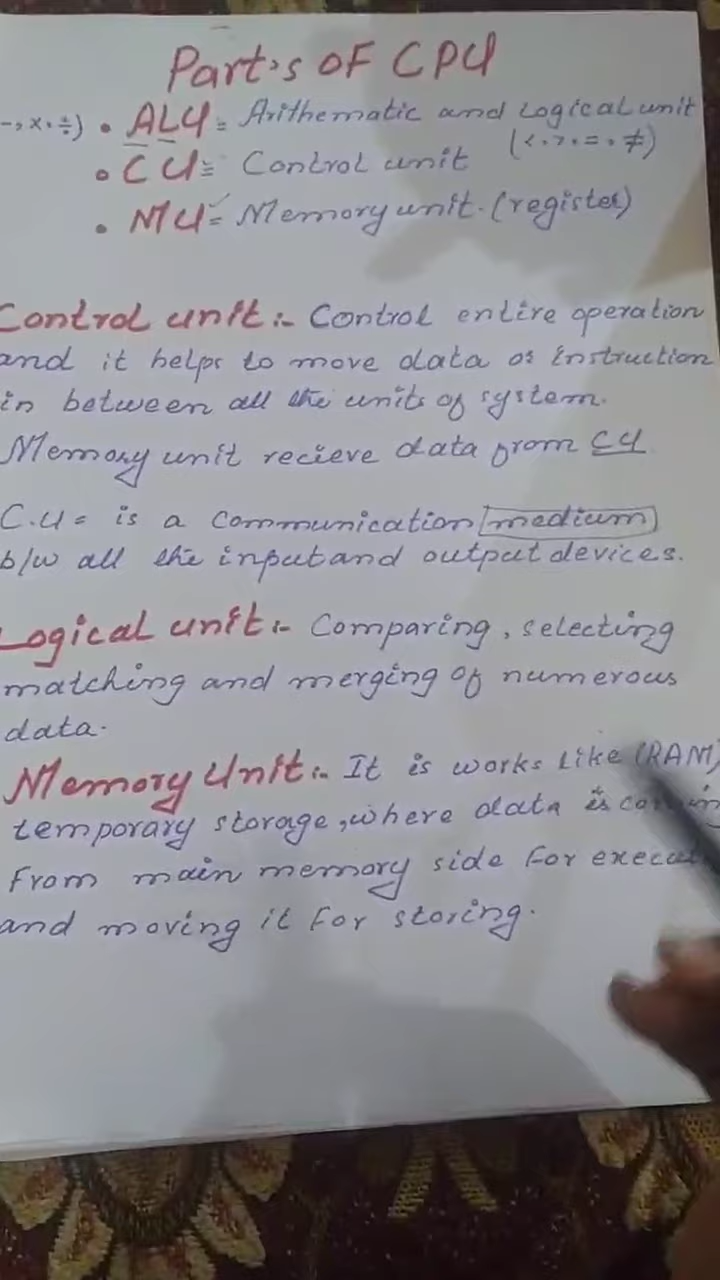 Part's OF CPU
-, x, ÷) • ALU = Arithematic and Logical unit
(<, >, =, ≠)
• CU = Control unit
• MU = Memory unit. (register)
Control unit :- Control entire operation
and it helps to move data or instruction
in between all the units of system.
Memory unit recieve data from CU
C.U = is a communication medium
b/w all the input and output devices.
Logical unit :- Comparing, selecting
matching and merging of numerous
data.
Memory Unit :- It is works like (RAM)
temporary storage, where data is
From main memory side for
and moving it for storing.